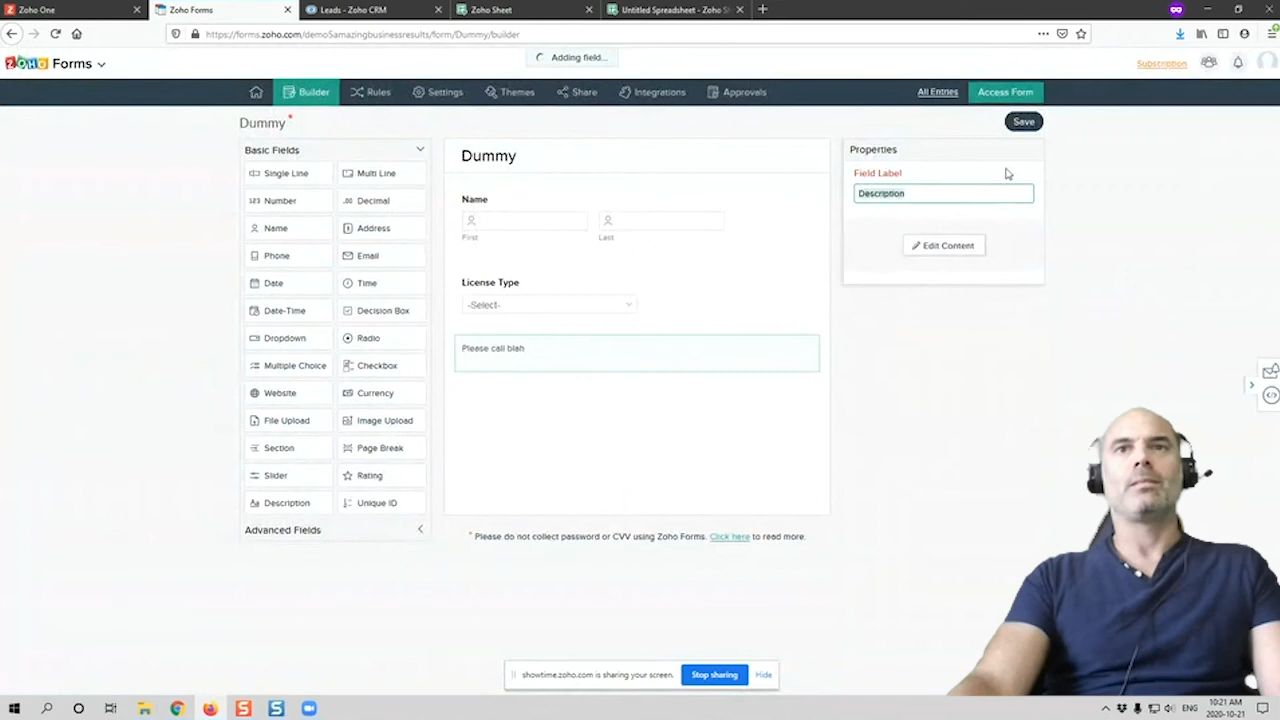 Zoho One
Zoho Forms
Leads - Zoho CRM
Zoho Sheet
Untitled Spreadsheet - Zoho Sh
https://forms.zoho.com/demo5amazingbusinessresults/form/Dummy/builder
ZOHO Forms
Adding field...
Subscription
Builder
Rules
Settings
Themes
Share
Integrations
Approvals
All Entries
Access Form
Dummy *
Save
Basic Fields
Single Line
Multi Line
Number
Decimal
Name
Address
Phone
Email
Date
Time
Date-Time
Decision Box
Dropdown
Radio
Multiple Choice
Checkbox
Website
Currency
File Upload
Image Upload
Section
Page Break
Slider
Rating
Description
Unique ID
Advanced Fields
Dummy
Name
First
Last
License Type
-Select-
Please call blah
* Please do not collect password or CVV using Zoho Forms. Click here to read more.
Properties
Field Label
Description
Edit Content
showtime.zoho.com is sharing your screen.
Stop sharing
Hide
ENG
10:21 AM
2020-10-21